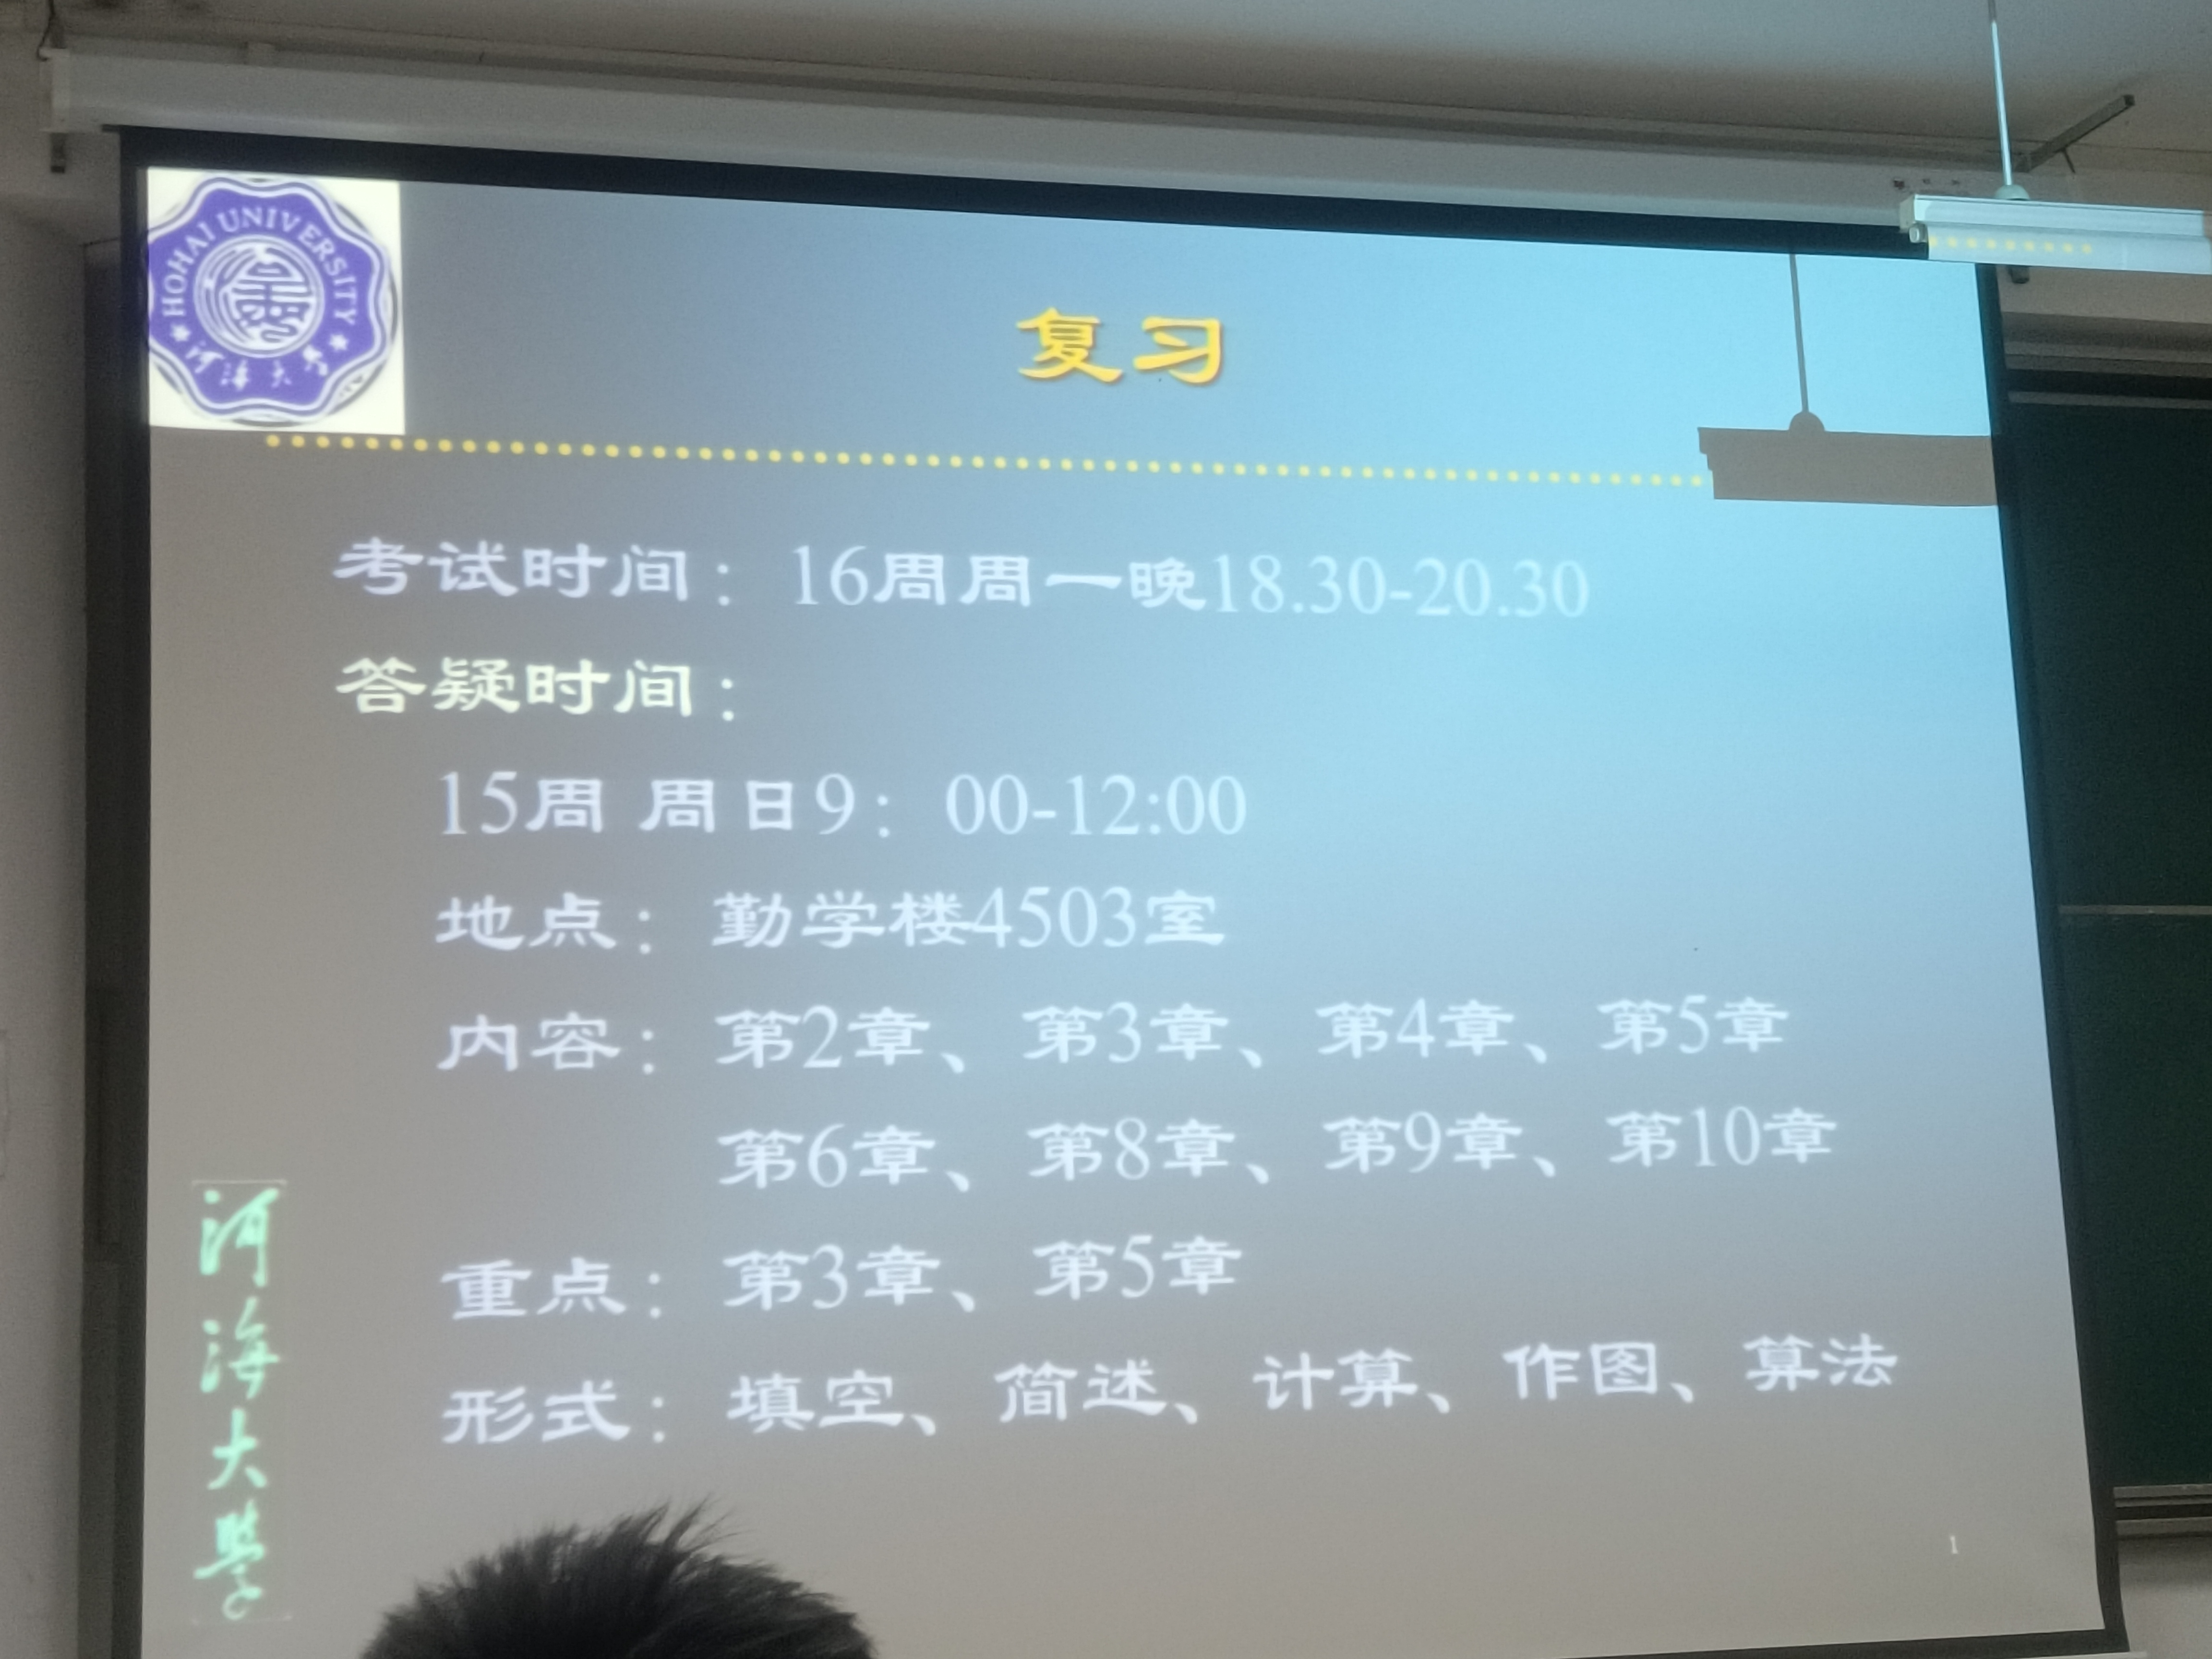 HOHAI UNIVERSITY
河海大學
复习
考试时间：16周周一晚18.30-20.30
答疑时间：
15周 周日9：00-12:00
地点：勤学楼4503室
内容：第2章、第3章、第4章、第5章
第6章、第8章、第9章、第10章
重点：第3章、第5章
形式：填空、简述、计算、作图、算法
河海大學
1